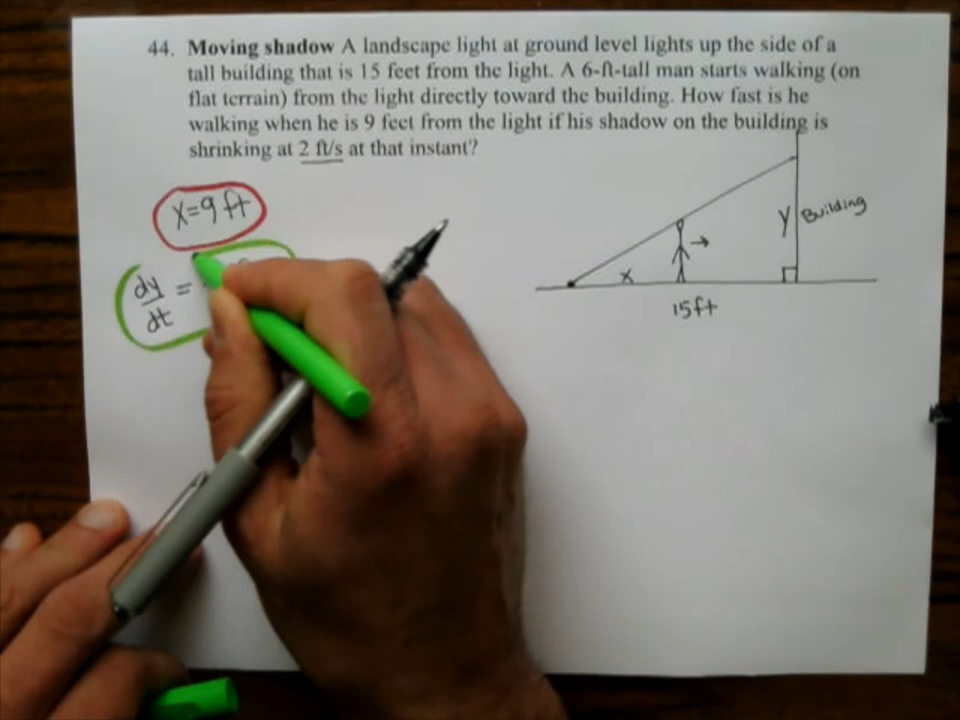 44. Moving shadow A landscape light at ground level lights up the side of a
tall building that is 15 feet from the light. A 6-ft-tall man starts walking (on
flat terrain) from the light directly toward the building. How fast is he
walking when he is 9 feet from the light if his shadow on the building is
shrinking at 2 ft/s at that instant?
x=9 ft
dy/dt =
y Building
x
15ft